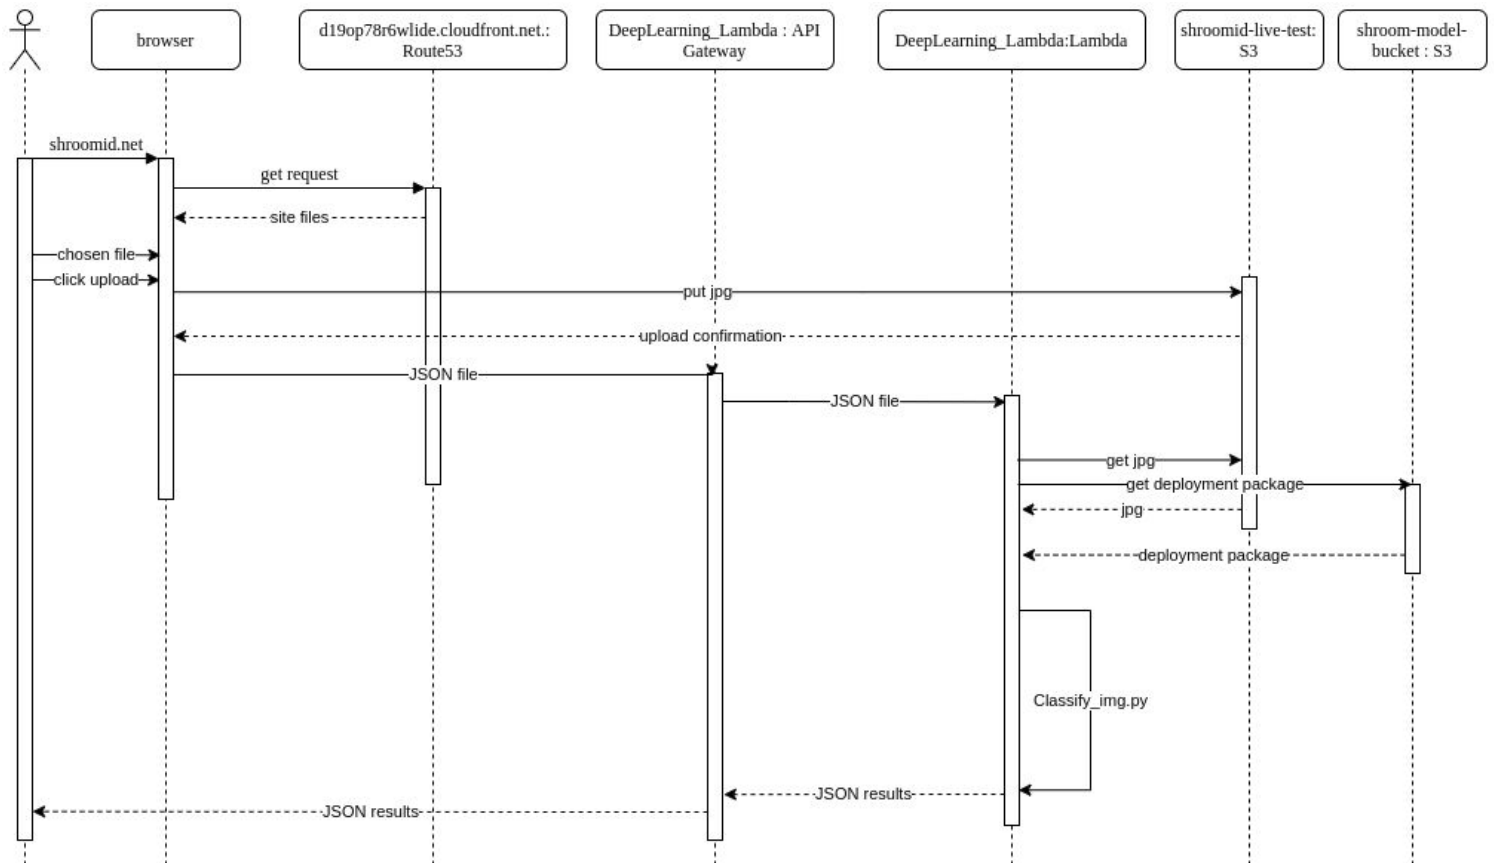 browser
d19op78r6wlide.cloudfront.net.:
Route53
DeepLearning_Lambda : API
Gateway
DeepLearning_Lambda:Lambda
shroomid-live-test:
S3
shroom-model-
bucket : S3
shroomid.net
get request
site files
chosen file
click upload
put jpg
upload confirmation
JSON file
JSON file
get jpg
get deployment package
jpg
deployment package
Classify_img.py
JSON results
JSON results